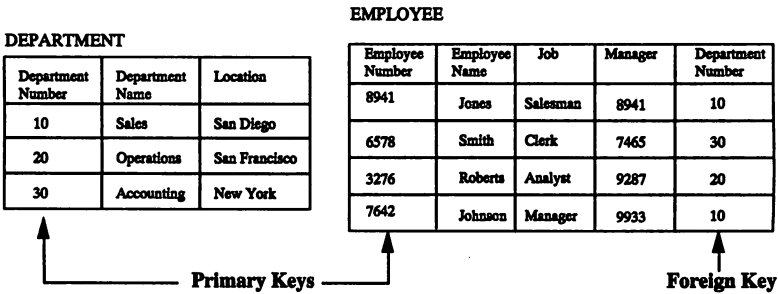 EMPLOYEE
DEPARTMENT
Department Number Department Name Location
10 Sales San Diego
20 Operations San Francisco
30 Accounting New York
Employee Number Employee Name Job Manager Department Number
8941 Jones Salesman 8941 10
6578 Smith Clerk 7465 30
3276 Roberts Analyst 9287 20
7642 Johnson Manager 9933 10
Primary Keys
Foreign Key